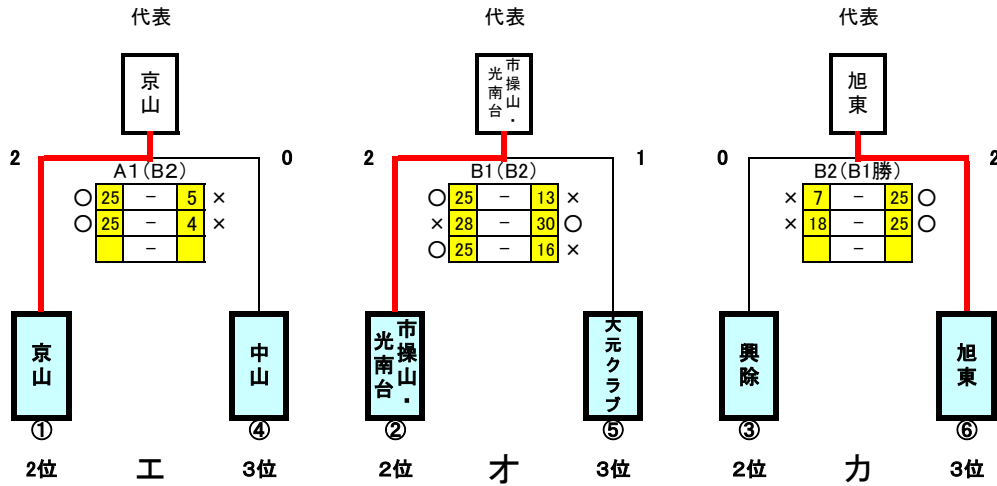 代表 代表 代表
京山 市操山・光南台 旭東
2 0 2 1 0 2
A1(B2) B1(B2) B2(B1勝)
○ 25 － 5 × ○ 25 － 13 × × 7 － 25 ○
○ 25 － 4 × × 28 － 30 ○ × 18 － 25 ○
－ ○ 25 － 16 × －
京山 中山 市操山・光南台 大元クラブ 興除 旭東
① ④ ② ⑤ ③ ⑥
2位 エ 3位 2位 オ 3位 2位 カ 3位